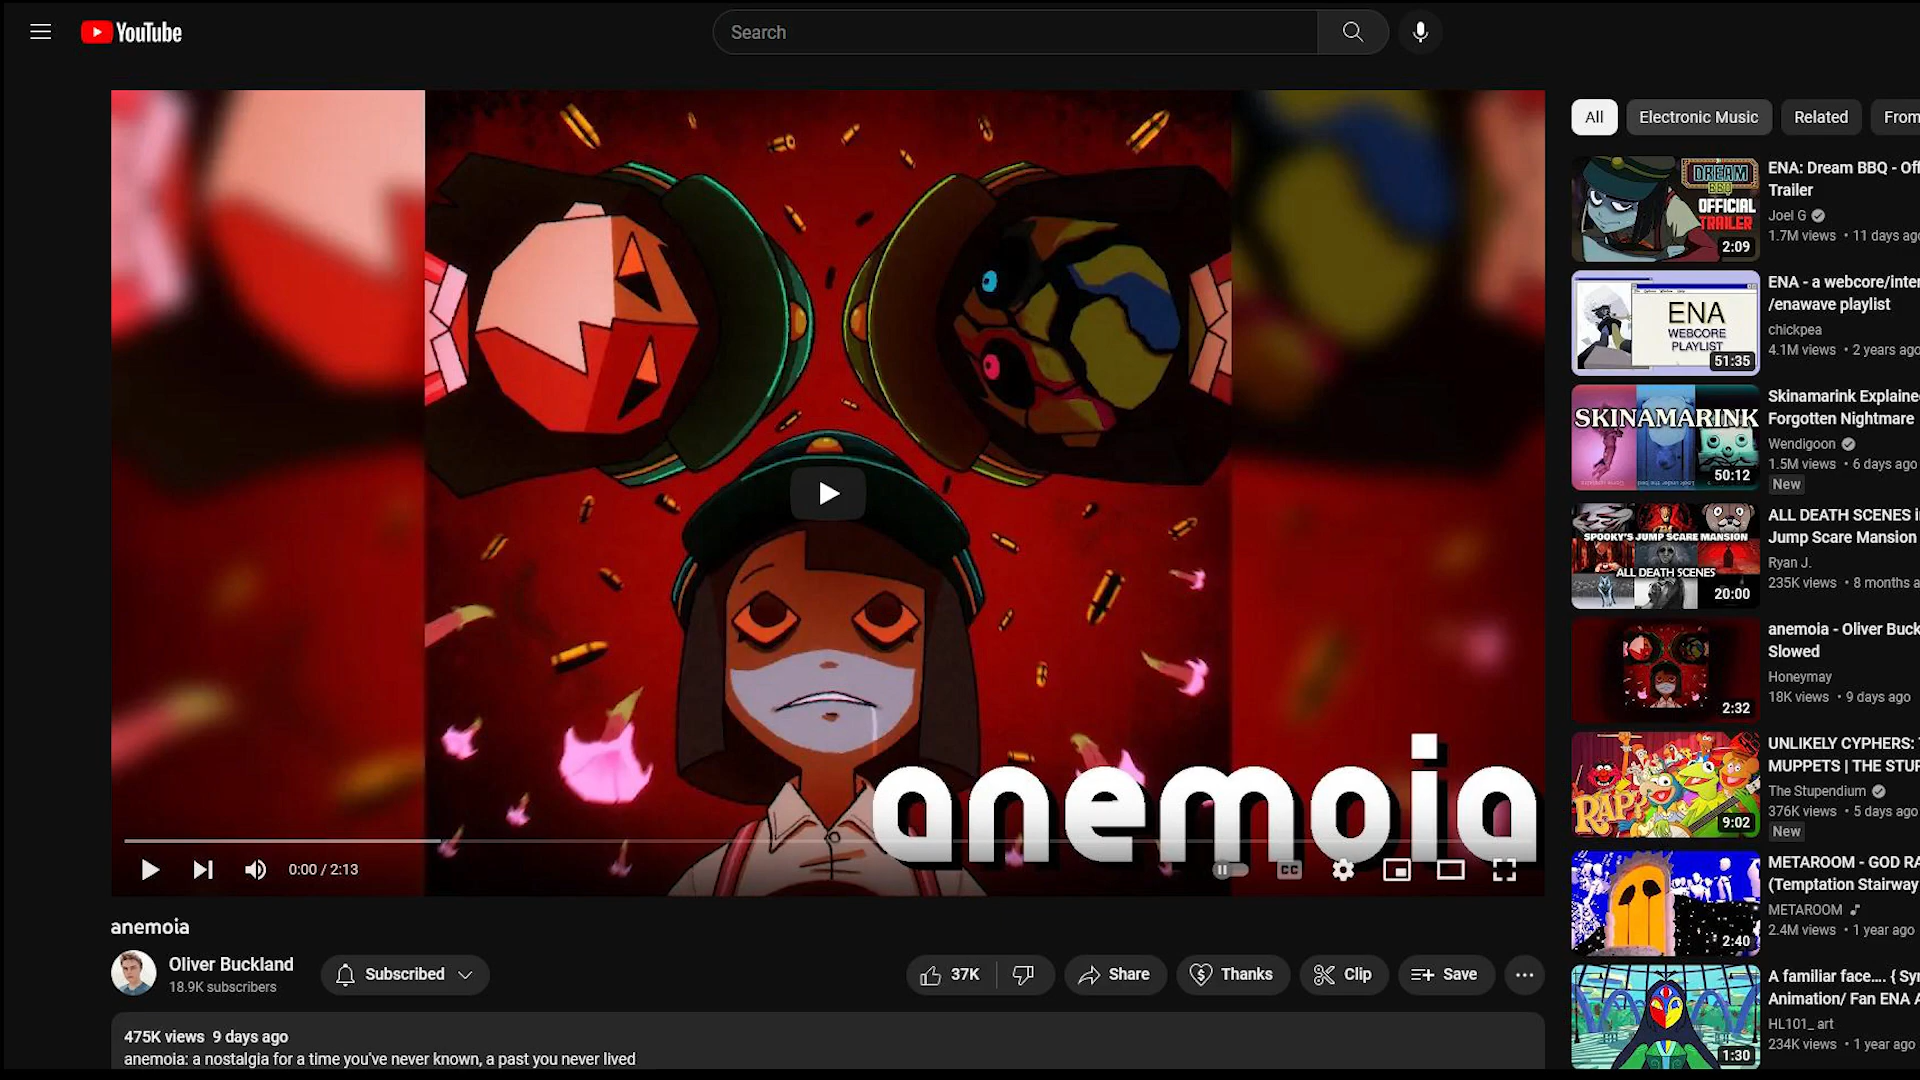 YouTube
Search
anemoia
0:00 / 2:13
CC
anemoia
Oliver Buckland
18.9K subscribers
Subscribed
37K
Share
Thanks
Clip
Save
475K views 9 days ago
anemoia: a nostalgia for a time you've never known, a past you never lived
All
Electronic Music
Related
From
DREAM
BBQ
OFFICIAL
TRAILER
2:09
ENA: Dream BBQ - Off
Trailer
Joel G
1.7M views • 11 days ago
ENA
WEBCORE
PLAYLIST
51:35
ENA - a webcore/inter
/enawave playlist
chickpea
4.1M views • 2 years ago
SKINAMARINK
50:12
Skinamarink Explaine
Forgotten Nightmare
Wendigoon
1.5M views • 6 days ago
New
SPOOKY'S JUMP SCARE MANSION
ALL DEATH SCENES
20:00
ALL DEATH SCENES i
Jump Scare Mansion
Ryan J.
235K views • 8 months a
2:32
anemoia - Oliver Buck
Slowed
Honeymay
18K views • 9 days ago
RAP?
9:02
UNLIKELY CYPHERS:
MUPPETS | THE STUP
The Stupendium
376K views • 5 days ago
New
2:40
METAROOM - GOD RA
(Temptation Stairway
METAROOM
2.4M views • 1 year ago
1:30
A familiar face.... { Syn
Animation/ Fan ENA A
HL101_ art
234K views • 1 year ago